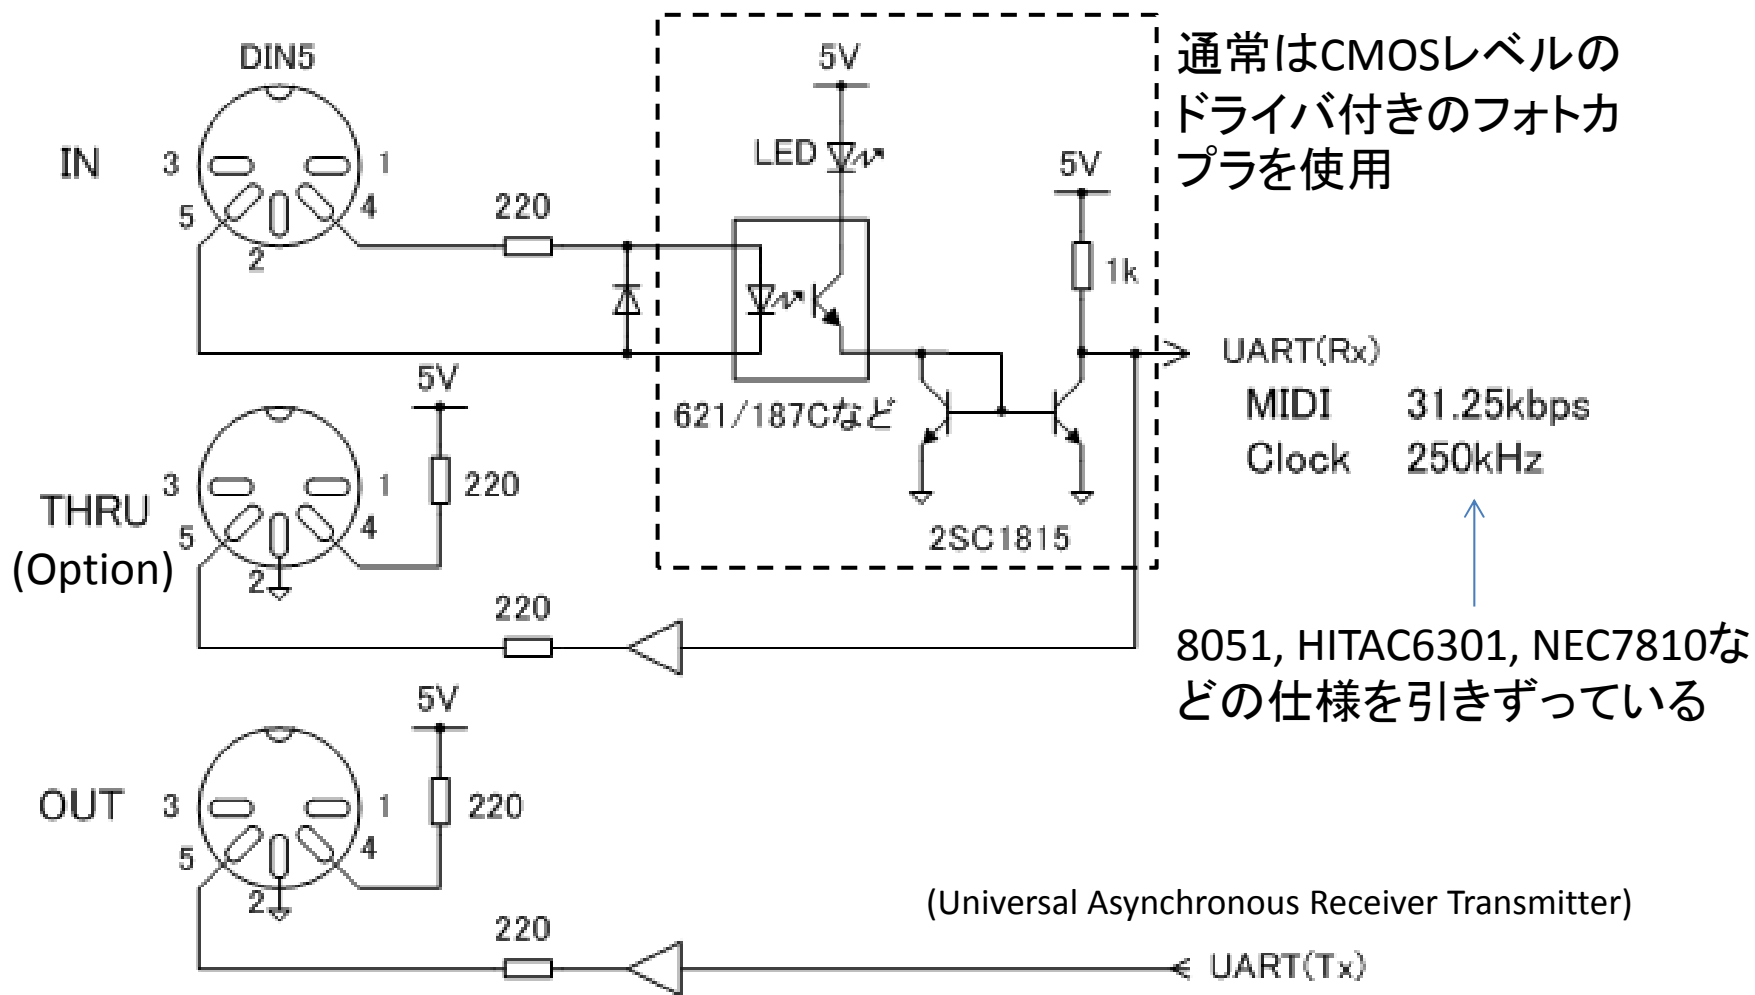 DIN5
IN
3
1
5
4
2
220
5V
LED
5V
1k
621/187Cなど
2SC1815
通常はCMOSレベルの
ドライバ付きのフォトカ
プラを使用
UART(Rx)
MIDI 31.25kbps
Clock 250kHz
8051, HITAC6301, NEC7810な
どの仕様を引きずっている
THRU
(Option)
3
1
5
4
2
5V
220
220
OUT
3
1
5
4
2
5V
220
220
(Universal Asynchronous Receiver Transmitter)
UART(Tx)